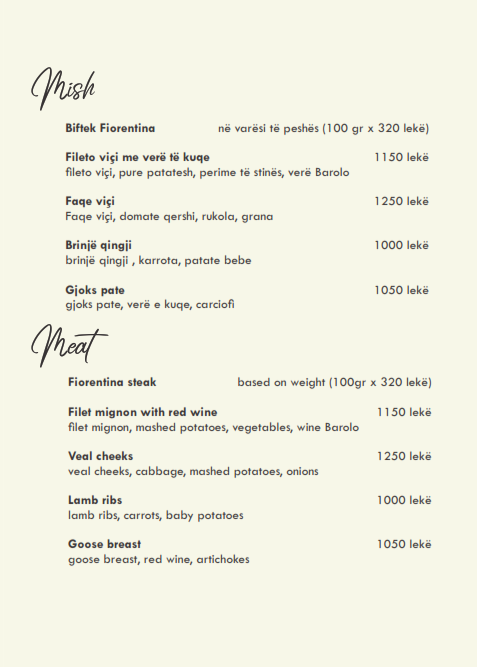 Mish
Biftek Fiorentina në varësi të peshës (100 gr x 320 lekë)
Fileto viçi me verë të kuqe 1150 lekë
fileto viçi, pure patatesh, perime të stinës, verë Barolo
Faqe viçi 1250 lekë
Faqe viçi, domate qershi, rukola, grana
Brinjë qingji 1000 lekë
brinjë qingji , karrota, patate bebe
Gjoks pate 1050 lekë
gjoks pate, verë e kuqe, carciofi
Meat
Fiorentina steak based on weight (100gr x 320 lekë)
Filet mignon with red wine 1150 lekë
filet mignon, mashed potatoes, vegetables, wine Barolo
Veal cheeks 1250 lekë
veal cheeks, cabbage, mashed potatoes, onions
Lamb ribs 1000 lekë
lamb ribs, carrots, baby potatoes
Goose breast 1050 lekë
goose breast, red wine, artichokes